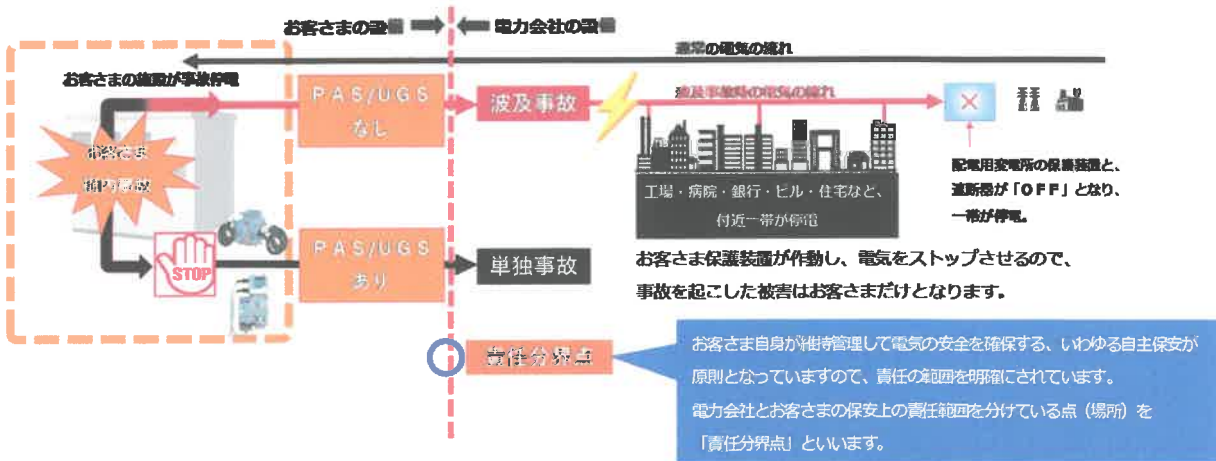 お客さまの設備
電力会社の設備
通常の電気の流れ
お客さまの施設が事故停電
PAS/UGS
なし
波及事故
波及事故時の電気の流れ
お客さま
構内事故
配電用変電所の保護装置と、
遮断器が「OFF」となり、
一帯が停電。
工場・病院・銀行・ビル・住宅など、
付近一帯が停電
STOP
PAS/UGS
あり
単独事故
お客さま保護装置が作動し、電気をストップさせるので、
事故を起こした被害はお客さまだけとなります。
責任分界点
お客さま自身が維持管理して電気の安全を確保する、いわゆる自主保安が
原則となっていますので、責任の範囲を明確にされています。
電力会社とお客さまの保安上の責任範囲を分けている点（場所）を
「責任分界点」といいます。